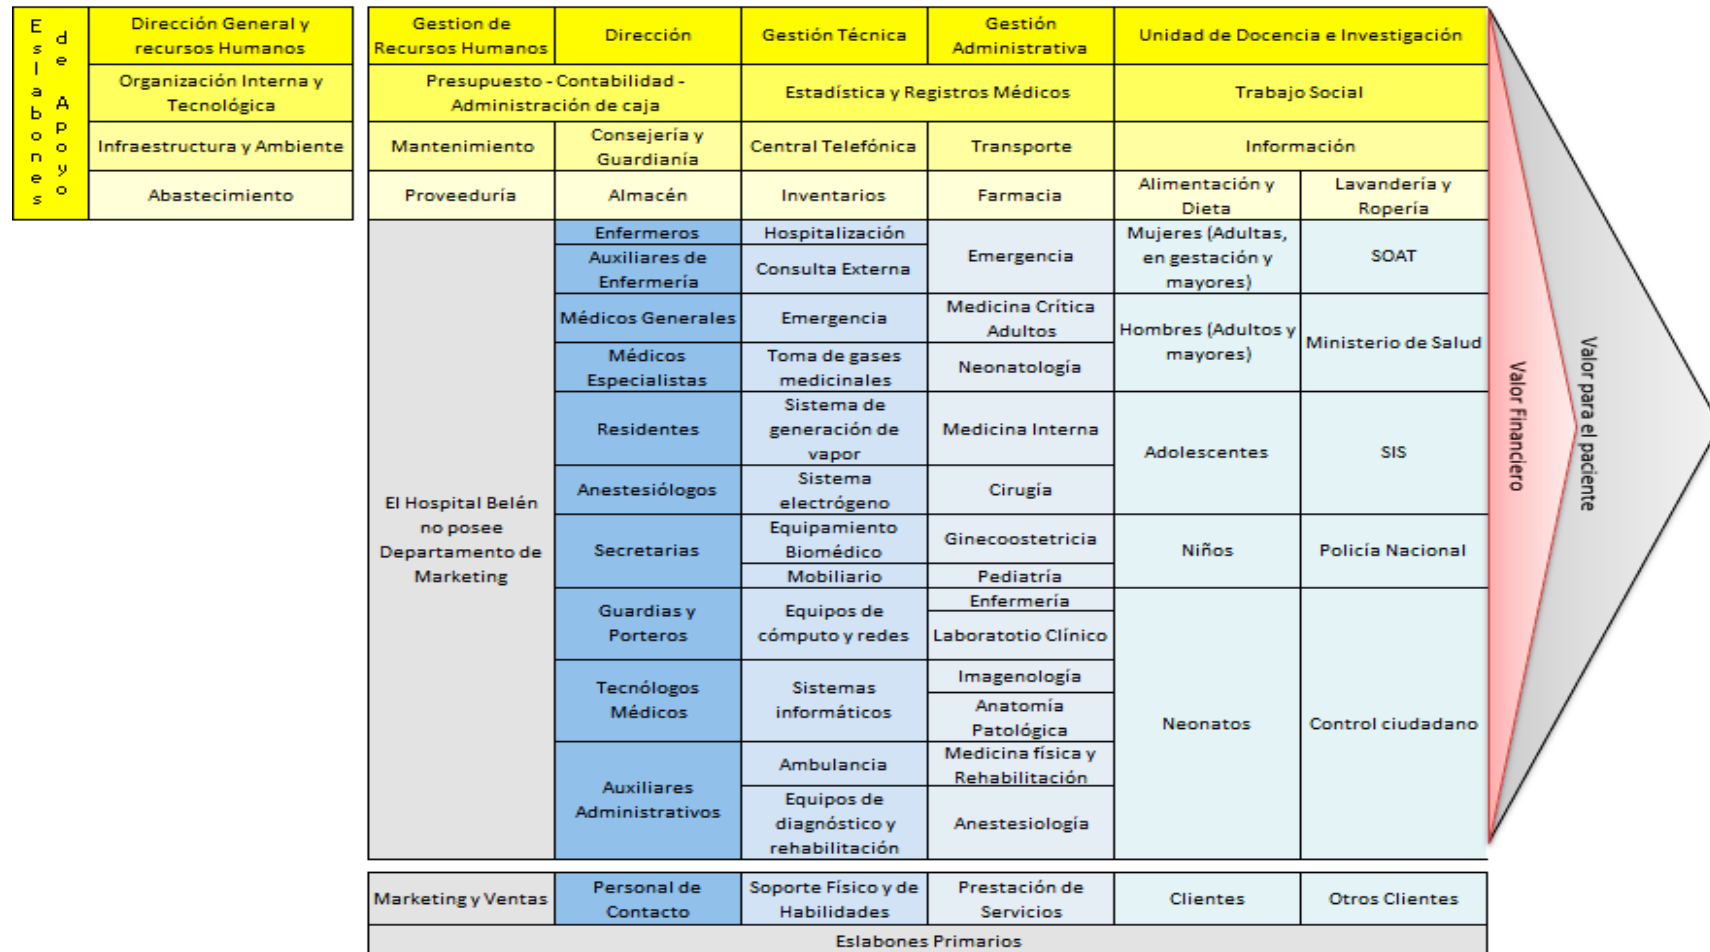 Eslabones
de Apoyo
Dirección General y
recursos Humanos
Organización Interna y
Tecnológica
Infraestructura y Ambiente
Abastecimiento
Gestion de
Recursos Humanos
Dirección
Gestión Técnica
Gestión
Administrativa
Unidad de Docencia e Investigación
Presupuesto - Contabilidad -
Administración de caja
Estadística y Registros Médicos
Trabajo Social
Mantenimiento
Consejería y
Guardianía
Central Telefónica
Transporte
Información
Proveeduría
Almacén
Inventarios
Farmacia
Alimentación y
Dieta
Lavandería y
Ropería
El Hospital Belén
no posee
Departamento de
Marketing
Enfermeros
Auxiliares de
Enfermería
Médicos Generales
Médicos
Especialistas
Residentes
Anestesiólogos
Secretarias
Guardias y
Porteros
Tecnólogos
Médicos
Auxiliares
Administrativos
Hospitalización
Consulta Externa
Emergencia
Toma de gases
medicinales
Sistema de
generación de
vapor
Sistema
electrógeno
Equipamiento
Biomédico
Mobiliario
Equipos de
cómputo y redes
Sistemas
informáticos
Ambulancia
Equipos de
diagnóstico y
rehabilitación
Emergencia
Medicina Crítica
Adultos
Neonatología
Medicina Interna
Cirugía
Ginecoostetricia
Pediatría
Enfermería
Laboratotio Clínico
Imagenología
Anatomía
Patológica
Medicina física y
Rehabilitación
Anestesiología
Mujeres (Adultas,
en gestación y
mayores)
Hombres (Adultos y
mayores)
Adolescentes
Niños
Neonatos
SOAT
Ministerio de Salud
SIS
Policía Nacional
Control ciudadano
Valor Financiero
Valor para el paciente
Marketing y Ventas
Personal de
Contacto
Soporte Físico y de
Habilidades
Prestación de
Servicios
Clientes
Otros Clientes
Eslabones Primarios